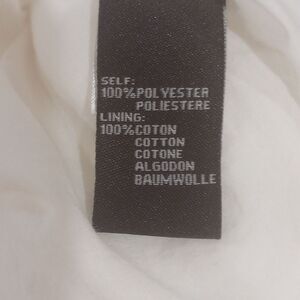 SELF:
100%POLYESTER
POLIESTERE
LINING:
100%COTON
COTTON
COTONE
ALGODON
BAUMWOLLE